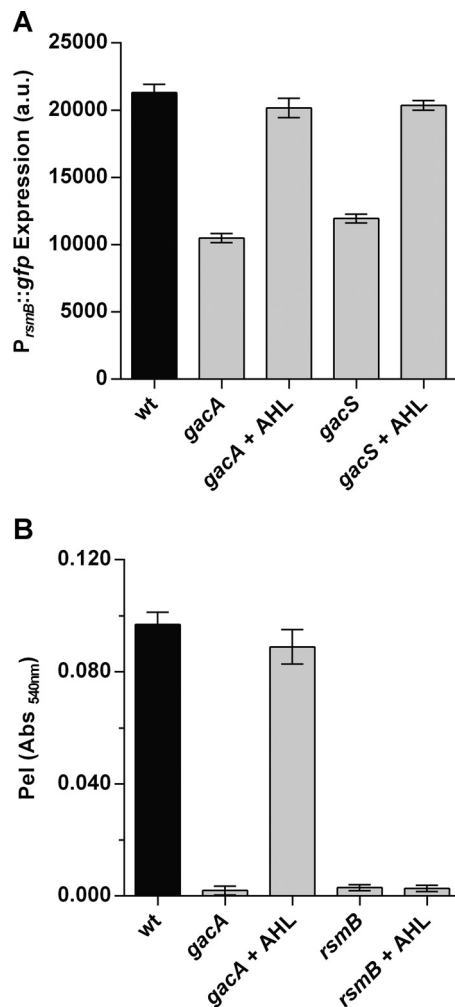 A
P rsmB::gfp Expression (a.u.)
25000
20000
15000
10000
5000
0
wt
gacA
gacA + AHL
gacS
gacS + AHL
B
Pel (Abs 540nm)
0.120
0.080
0.040
0.000
wt
gacA
gacA + AHL
rsmB
rsmB + AHL